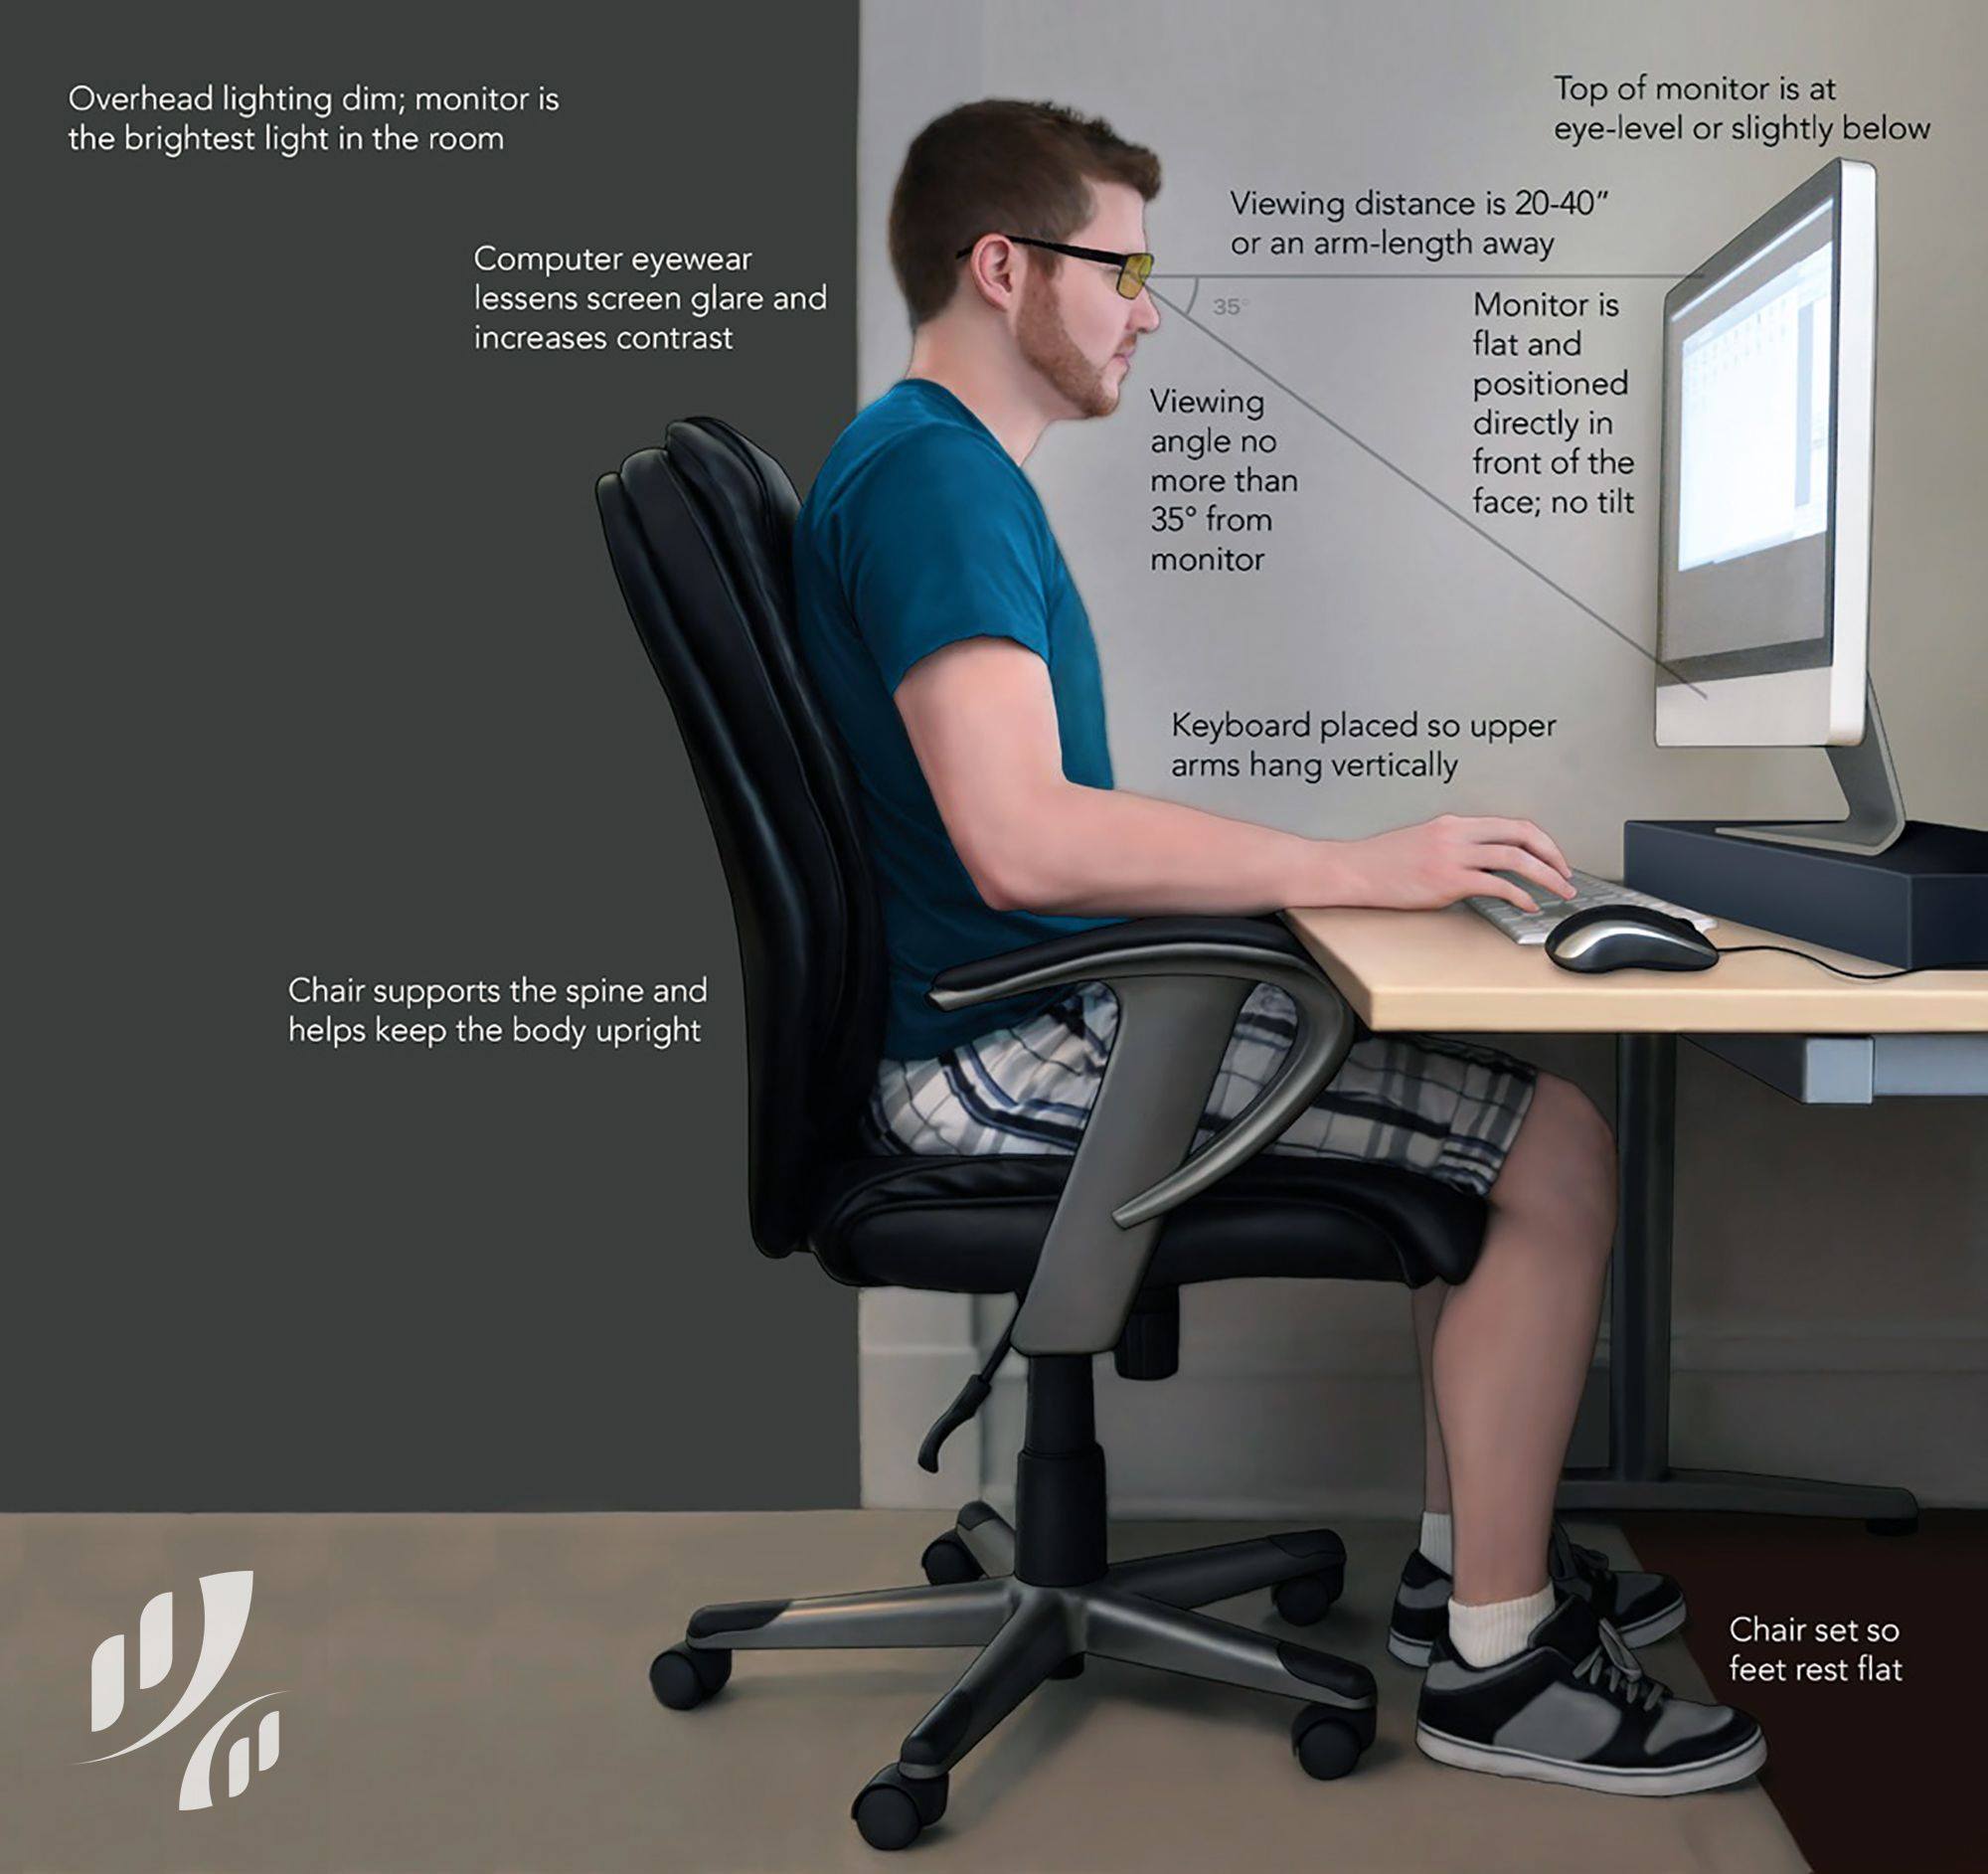 Overhead lighting dim; monitor is
the brightest light in the room
Computer eyewear
lessens screen glare and
increases contrast
Top of monitor is at
eye-level or slightly below
Viewing distance is 20-40”
or an arm-length away
35°
Monitor is
flat and
positioned
directly in
front of the
face; no tilt
Viewing
angle no
more than
35° from
monitor
Keyboard placed so upper
arms hang vertically
Chair supports the spine and
helps keep the body upright
Chair set so
feet rest flat